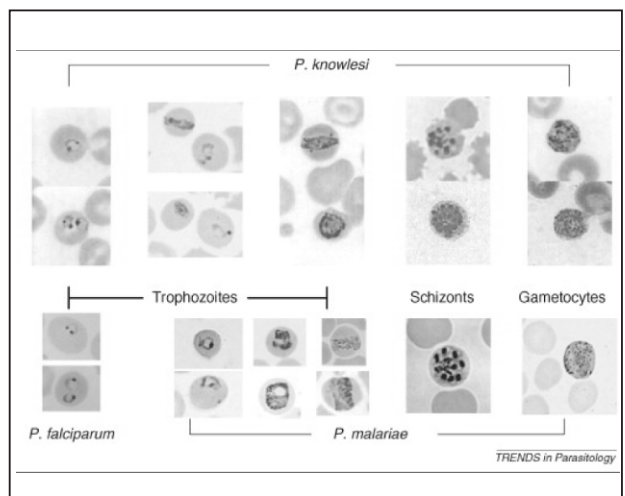 P. knowlesi
Trophozoites
Schizonts
Gametocytes
P. falciparum
P. malariae
TRENDS in Parasitology